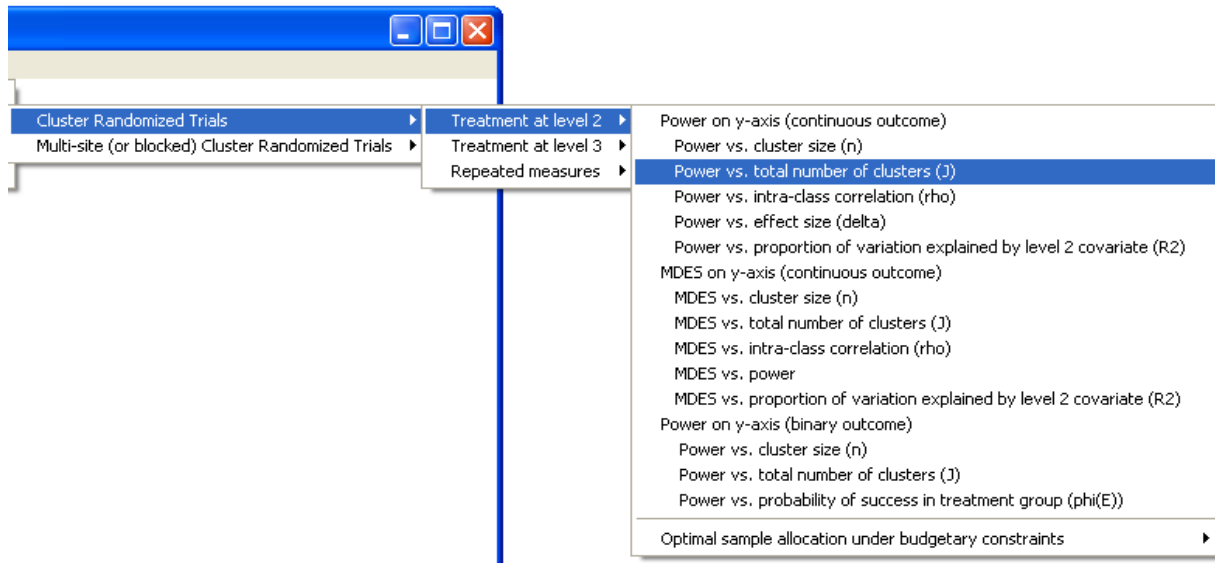 Cluster Randomized Trials
Multi-site (or blocked) Cluster Randomized Trials
Treatment at level 2
Treatment at level 3
Repeated measures
Power on y-axis (continuous outcome)
Power vs. cluster size (n)
Power vs. total number of clusters (J)
Power vs. intra-class correlation (rho)
Power vs. effect size (delta)
Power vs. proportion of variation explained by level 2 covariate (R2)
MDES on y-axis (continuous outcome)
MDES vs. cluster size (n)
MDES vs. total number of clusters (J)
MDES vs. intra-class correlation (rho)
MDES vs. power
MDES vs. proportion of variation explained by level 2 covariate (R2)
Power on y-axis (binary outcome)
Power vs. cluster size (n)
Power vs. total number of clusters (J)
Power vs. probability of success in treatment group (phi(E))
Optimal sample allocation under budgetary constraints